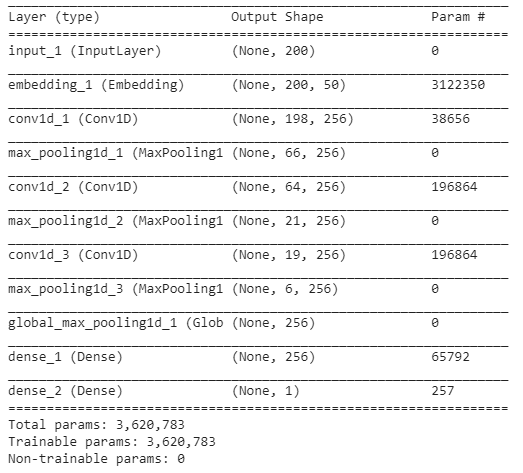 Layer (type) Output Shape Param #
input_1 (InputLayer) (None, 200) 0
embedding_1 (Embedding) (None, 200, 50) 3122350
conv1d_1 (Conv1D) (None, 198, 256) 38656
max_pooling1d_1 (MaxPooling1 (None, 66, 256) 0
conv1d_2 (Conv1D) (None, 64, 256) 196864
max_pooling1d_2 (MaxPooling1 (None, 21, 256) 0
conv1d_3 (Conv1D) (None, 19, 256) 196864
max_pooling1d_3 (MaxPooling1 (None, 6, 256) 0
global_max_pooling1d_1 (Glob (None, 256) 0
dense_1 (Dense) (None, 256) 65792
dense_2 (Dense) (None, 1) 257
Total params: 3,620,783
Trainable params: 3,620,783
Non-trainable params: 0